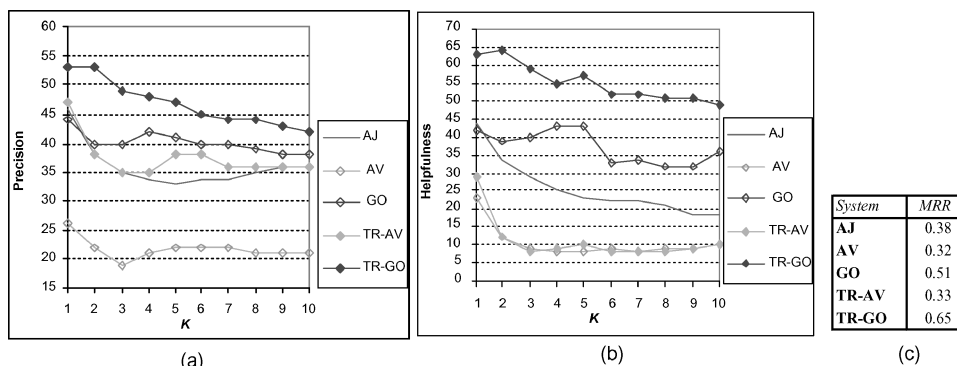 60
55
50
45
40
35
30
25
20
15
Precision
1 2 3 4 5 6 7 8 9 10
K
AJ
AV
GO
TR-AV
TR-GO
(a)
70
65
60
55
50
45
40
35
30
25
20
15
10
5
0
Helpfulness
1 2 3 4 5 6 7 8 9 10
K
AJ
AV
GO
TR-AV
TR-GO
(b)
System MRR
AJ 0.38
AV 0.32
GO 0.51
TR-AV 0.33
TR-GO 0.65
(c)